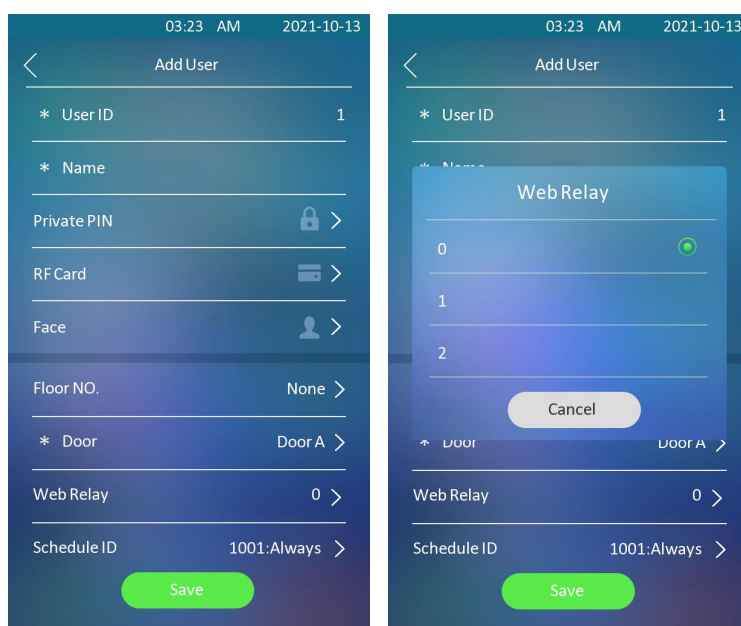 03:23 AM 2021-10-13
Add User
* User ID 1
* Name
Private PIN
RF Card
Face
Floor NO. None
* Door Door A
Web Relay 0
Schedule ID 1001:Always
Save
03:23 AM 2021-10-13
Add User
* User ID 1
* Name
Web Relay
0
1
2
Cancel
* Door Door A
Web Relay 0
Schedule ID 1001:Always
Save